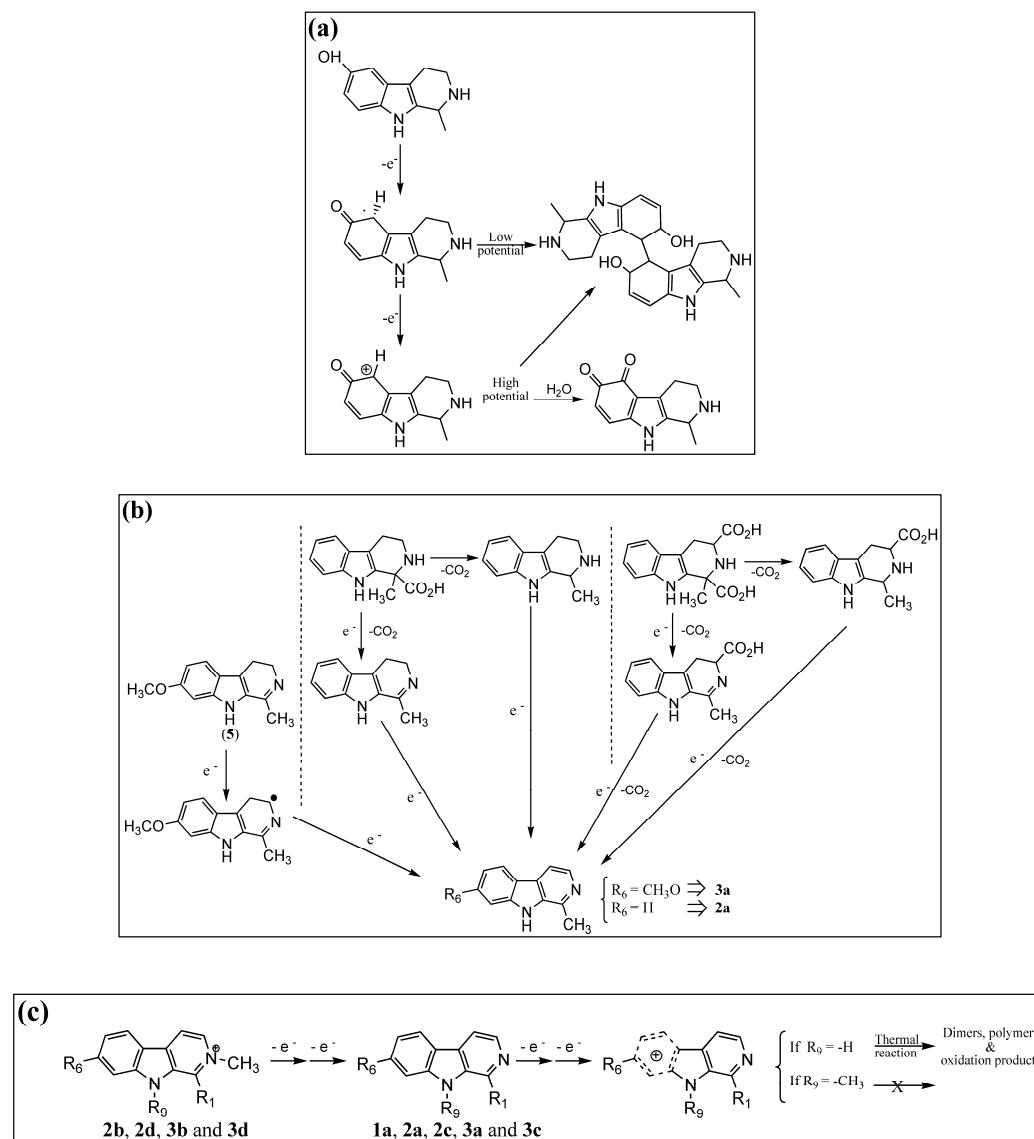 (a)
OH
NH
N
H
-e⁻
H
O
NH
N
H
Low
potential
H
N
HN
OH
HO
NH
N
H
-e⁻
H
O
⊕
NH
N
H
High
potential
H₂O
O
O
NH
N
H
(b)
NH
N
H
H₃C
CO₂H
-CO₂
NH
N
H
CH₃
CO₂H
NH
N
H
H₃C
CO₂H
-CO₂
CO₂H
NH
N
H
CH₃
e⁻
-CO₂
e⁻
-CO₂
H₃CO
N
N
H
CH₃
(5)
N
N
H
CH₃
e⁻
CO₂H
N
N
H
CH₃
e⁻
e⁻
e⁻
-CO₂
e⁻
-CO₂
H₃CO
•
N
N
H
CH₃
e⁻
R₆
N
N
H
CH₃
R₆ = CH₃O ⇒ 3a
R₆ = H ⇒ 2a
(c)
R₆
N
⊕
CH₃
N
R₉
R₁
2b, 2d, 3b and 3d
-e⁻ -e⁻
R₆
N
N
R₉
R₁
1a, 2a, 2c, 3a and 3c
-e⁻ -e⁻
R₆
⊕
N
N
R₉
R₁
If R₉ = -H
Thermal
reaction
Dimers, polymer
&
oxidation product
If R₉ = -CH₃
X